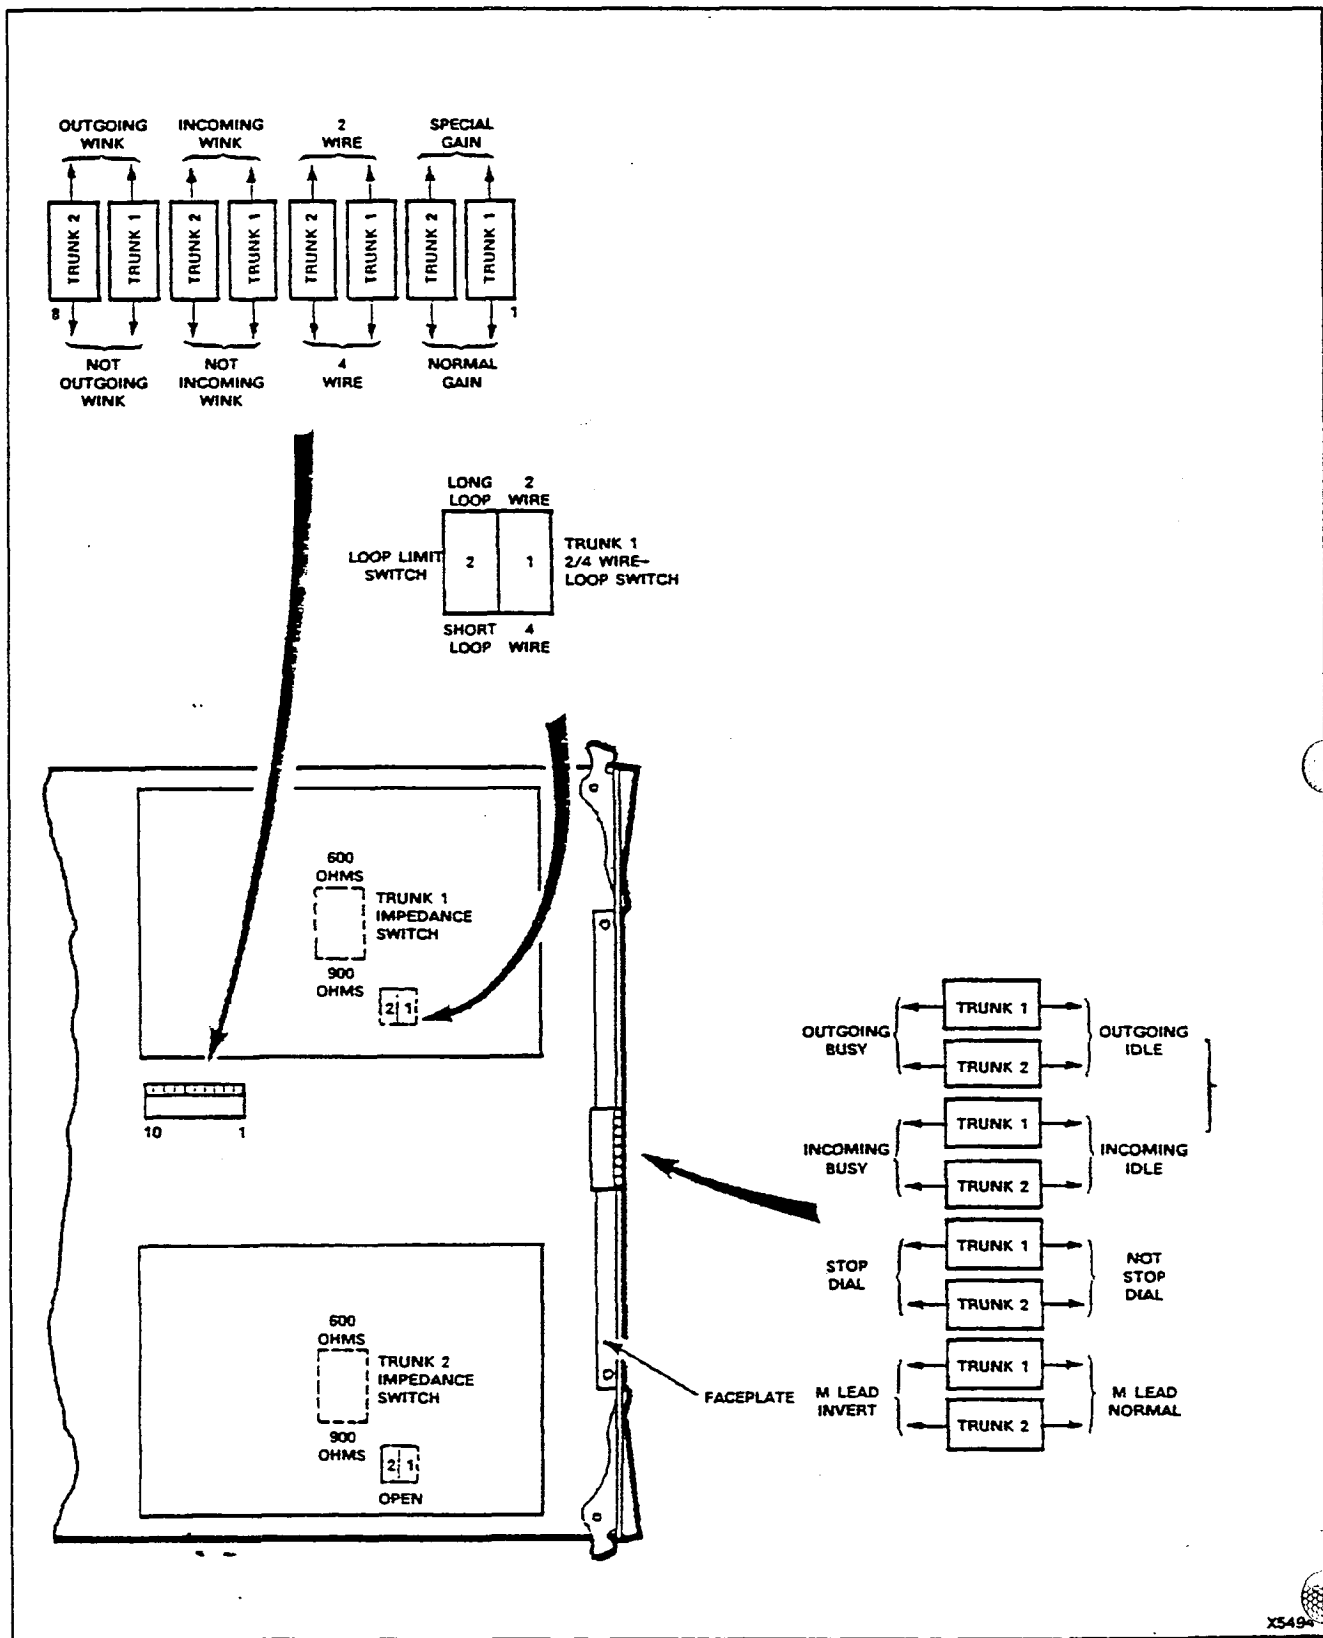 OUTGOING WINK
INCOMING WINK
2 WIRE
SPECIAL GAIN
TRUNK 2
TRUNK 1
TRUNK 2
TRUNK 1
TRUNK 2
TRUNK 1
TRUNK 2
TRUNK 1
8
1
NOT OUTGOING WINK
NOT INCOMING WINK
4 WIRE
NORMAL GAIN
LONG LOOP
2 WIRE
LOOP LIMIT SWITCH
2
1
TRUNK 1
2/4 WIRE-
LOOP SWITCH
SHORT LOOP
4 WIRE
600
OHMS
TRUNK 1
IMPEDANCE
SWITCH
900
OHMS
2 1
10 1
OUTGOING BUSY
TRUNK 1
TRUNK 2
OUTGOING IDLE
INCOMING BUSY
TRUNK 1
TRUNK 2
INCOMING IDLE
STOP DIAL
TRUNK 1
TRUNK 2
NOT STOP DIAL
M LEAD INVERT
TRUNK 1
TRUNK 2
M LEAD NORMAL
600
OHMS
TRUNK 2
IMPEDANCE
SWITCH
900
OHMS
2 1
OPEN
FACEPLATE
X5494